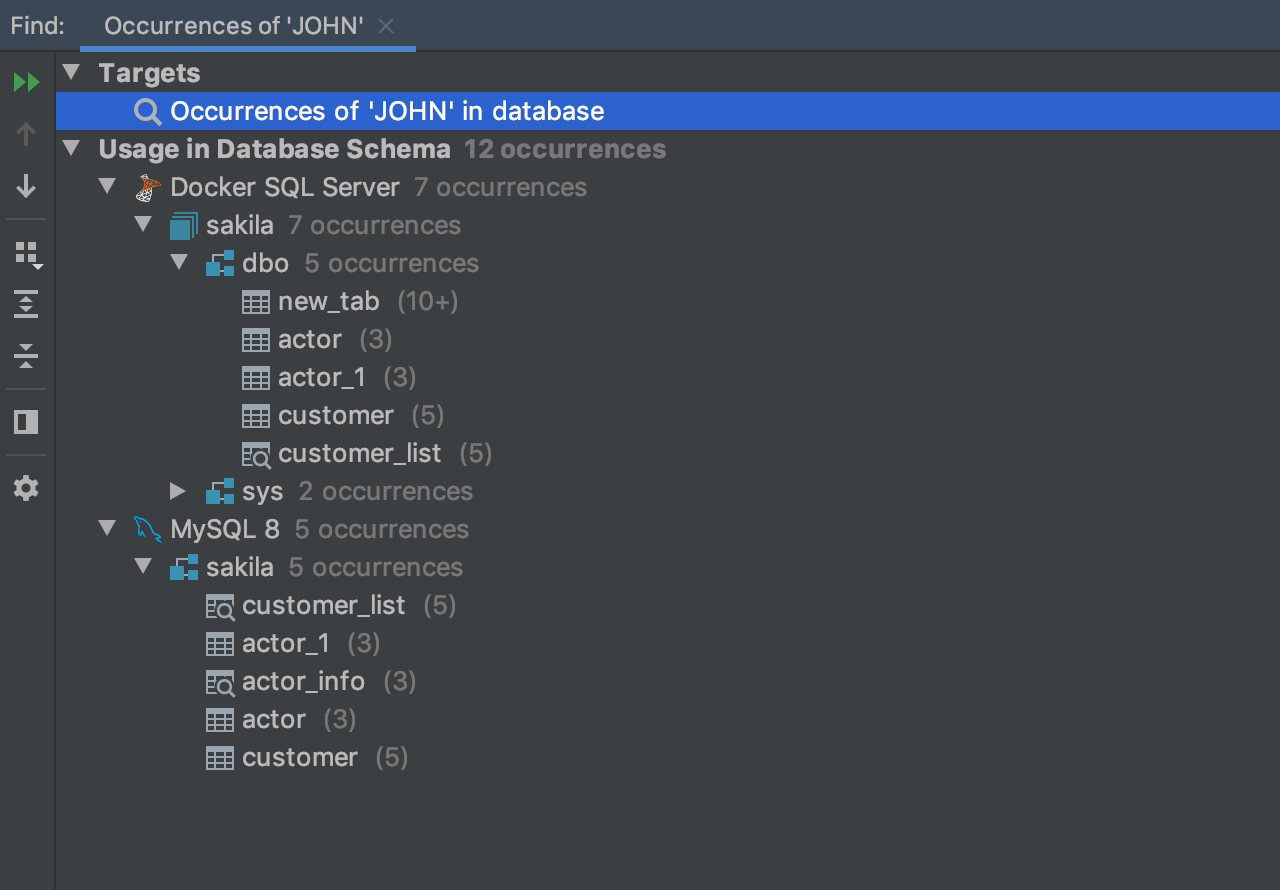 Find: Occurrences of 'JOHN'
Targets
Occurrences of 'JOHN' in database
Usage in Database Schema 12 occurrences
Docker SQL Server 7 occurrences
sakila 7 occurrences
dbo 5 occurrences
new_tab (10+)
actor (3)
actor_1 (3)
customer (5)
customer_list (5)
sys 2 occurrences
MySQL 8 5 occurrences
sakila 5 occurrences
customer_list (5)
actor_1 (3)
actor_info (3)
actor (3)
customer (5)